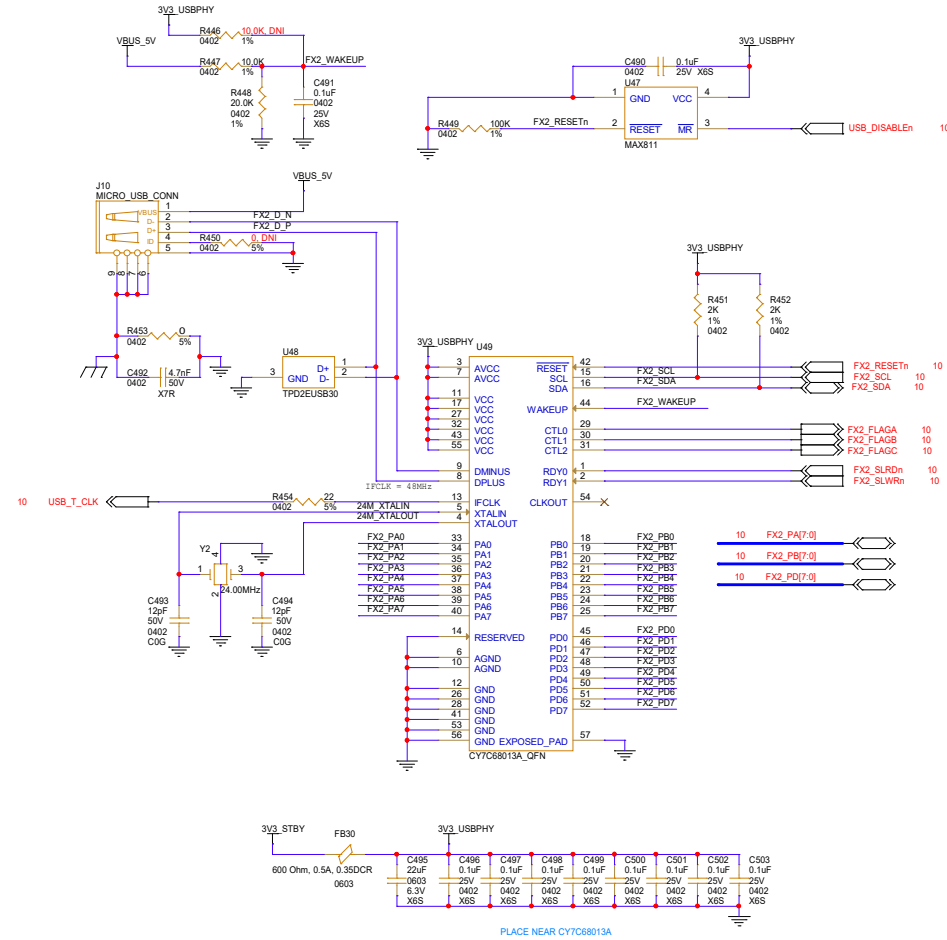 3V3_USBPHY
R446 10.0K, DNI
0402 1%
VBUS_5V
R447 10.0K FX2_WAKEUP
0402 1%
R448
20.0K
0402
1%
C491
0.1uF
0402
25V
X6S
3V3_USBPHY
C490 0.1uF
0402 25V X6S
U47
1 GND VCC 4
R449 100K FX2_RESETn 2 RESET MR 3 USB_DISABLEn 10
0402 1%
MAX811
VBUS_5V
J10
MICRO_USB_CONN
VBUS 1
D- 2 FX2_D_N
D+ 3 FX2_D_P
ID 4 R450 0, DNI
5 0402 5%
9 8 7 6
R453 0
0402 5%
C492 4.7nF
0402 50V
X7R
U48
3 GND D+ 1
D- 2
TPD2EUSB30
3V3_USBPHY
R451
2K
1%
0402
R452
2K
1%
0402
3V3_USBPHY
U49
3 AVCC RESET 42 FX2_RESETn 10
7 AVCC SCL 15 FX2_SCL FX2_SCL 10
SDA 16 FX2_SDA FX2_SDA 10
11 VCC
17 VCC WAKEUP 44 FX2_WAKEUP
27 VCC
32 VCC CTL0 29 FX2_FLAGA 10
43 VCC CTL1 30 FX2_FLAGB 10
55 VCC CTL2 31 FX2_FLAGC 10
9 DMINUS RDY0 1 FX2_SLRDn 10
8 DPLUS RDY1 2 FX2_SLWRn 10
IFCLK = 48MHz
10 USB_T_CLK R454 22 13 IFCLK CLKOUT 54
0402 5%
24M_XTALIN 5 XTALIN
24M_XTALOUT 4 XTALOUT
FX2_PA0 33 PA0 PB0 18 FX2_PB0
FX2_PA1 34 PA1 PB1 19 FX2_PB1
FX2_PA2 35 PA2 PB2 20 FX2_PB2
FX2_PA3 36 PA3 PB3 21 FX2_PB3
FX2_PA4 37 PA4 PB4 22 FX2_PB4
FX2_PA5 38 PA5 PB5 23 FX2_PB5
FX2_PA6 39 PA6 PB6 24 FX2_PB6
FX2_PA7 40 PA7 PB7 25 FX2_PB7
10 FX2_PA[7:0]
10 FX2_PB[7:0]
10 FX2_PD[7:0]
Y2
4
1 3
2
24.00MHz
C493
12pF
50V
0402
C0G
C494
12pF
50V
0402
C0G
14 RESERVED PD0 45 FX2_PD0
PD1 46 FX2_PD1
6 AGND PD2 47 FX2_PD2
10 AGND PD3 48 FX2_PD3
PD4 49 FX2_PD4
12 GND PD5 50 FX2_PD5
26 GND PD6 51 FX2_PD6
28 GND PD7 52 FX2_PD7
41 GND
53 GND
56 GND EXPOSED_PAD 57
CY7C68013A_QFN
3V3_STBY FB30 3V3_USBPHY
600 Ohm, 0.5A, 0.35DCR
0603
C495 C496 C497 C498 C499 C500 C501 C502 C503
22uF 0.1uF 0.1uF 0.1uF 0.1uF 0.1uF 0.1uF 0.1uF 0.1uF
0603 25V 25V 25V 25V 25V 25V 25V 25V
6.3V 0402 0402 0402 0402 0402 0402 0402 0402
X6S X6S X6S X6S X6S X6S X6S X6S X6S
PLACE NEAR CY7C68013A